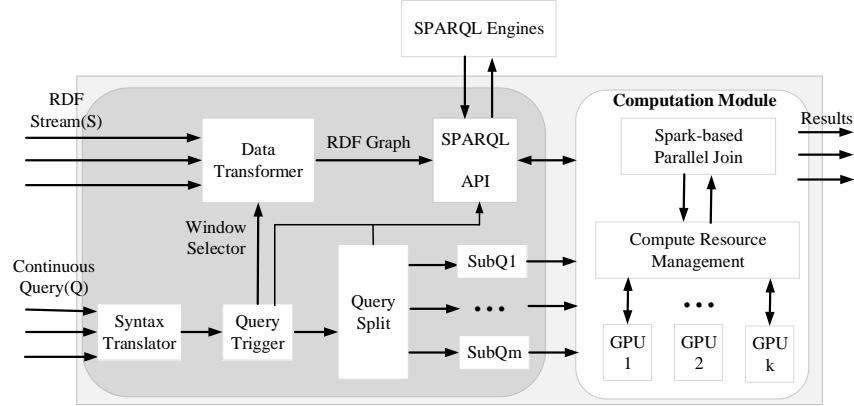 SPARQL Engines
RDF
Stream(S)
Data
Transformer
RDF Graph
SPARQL
API
Computation Module
Spark-based
Parallel Join
Results
Window
Selector
Continuous
Query(Q)
Syntax
Translator
Query
Trigger
Query
Split
SubQ1
...
SubQm
Compute Resource
Management
...
GPU
1
GPU
2
GPU
k